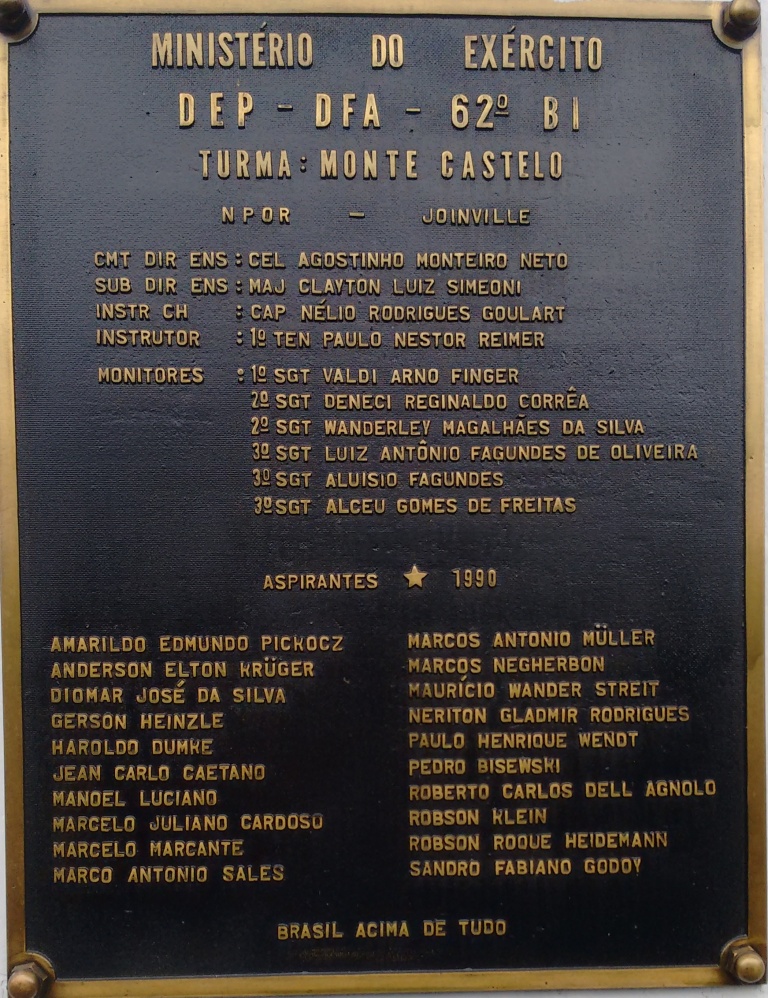 MINISTÉRIO DO EXÉRCITO
DEP - DFA - 62º BI
TURMA: MONTE CASTELO
NPOR - JOINVILLE
CMT DIR ENS : CEL AGOSTINHO MONTEIRO NETO
SUB DIR ENS : MAJ CLAYTON LUIZ SIMEONI
INSTR CH : CAP NÉLIO RODRIGUES GOULART
INSTRUTOR : 1º TEN PAULO NESTOR REIMER
MONITORES : 1º SGT VALDI ARNO FINGER
2º SGT DENECI REGINALDO CORRÊA
2º SGT WANDERLEY MAGALHÃES DA SILVA
3º SGT LUIZ ANTÔNIO FAGUNDES DE OLIVEIRA
3º SGT ALUISIO FAGUNDES
3º SGT ALCEU GOMES DE FREITAS
ASPIRANTES ★ 1990
AMARILDO EDMUNDO PICKOCZ
ANDERSON ELTON KRÜGER
DIOMAR JOSÉ DA SILVA
GERSON HEINZLE
HAROLDO DUMKE
JEAN CARLO CAETANO
MANOEL LUCIANO
MARCELO JULIANO CARDOSO
MARCELO MARCANTE
MARCO ANTONIO SALES
MARCOS ANTONIO MÜLLER
MARCOS NEGHERBON
MAURÍCIO WANDER STREIT
NERITON GLADMIR RODRIGUES
PAULO HENRIQUE WENDT
PEDRO BISEWSKI
ROBERTO CARLOS DELL AGNOLO
ROBSON KLEIN
ROBSON ROQUE HEIDEMANN
SANDRO FABIANO GODOY
BRASIL ACIMA DE TUDO